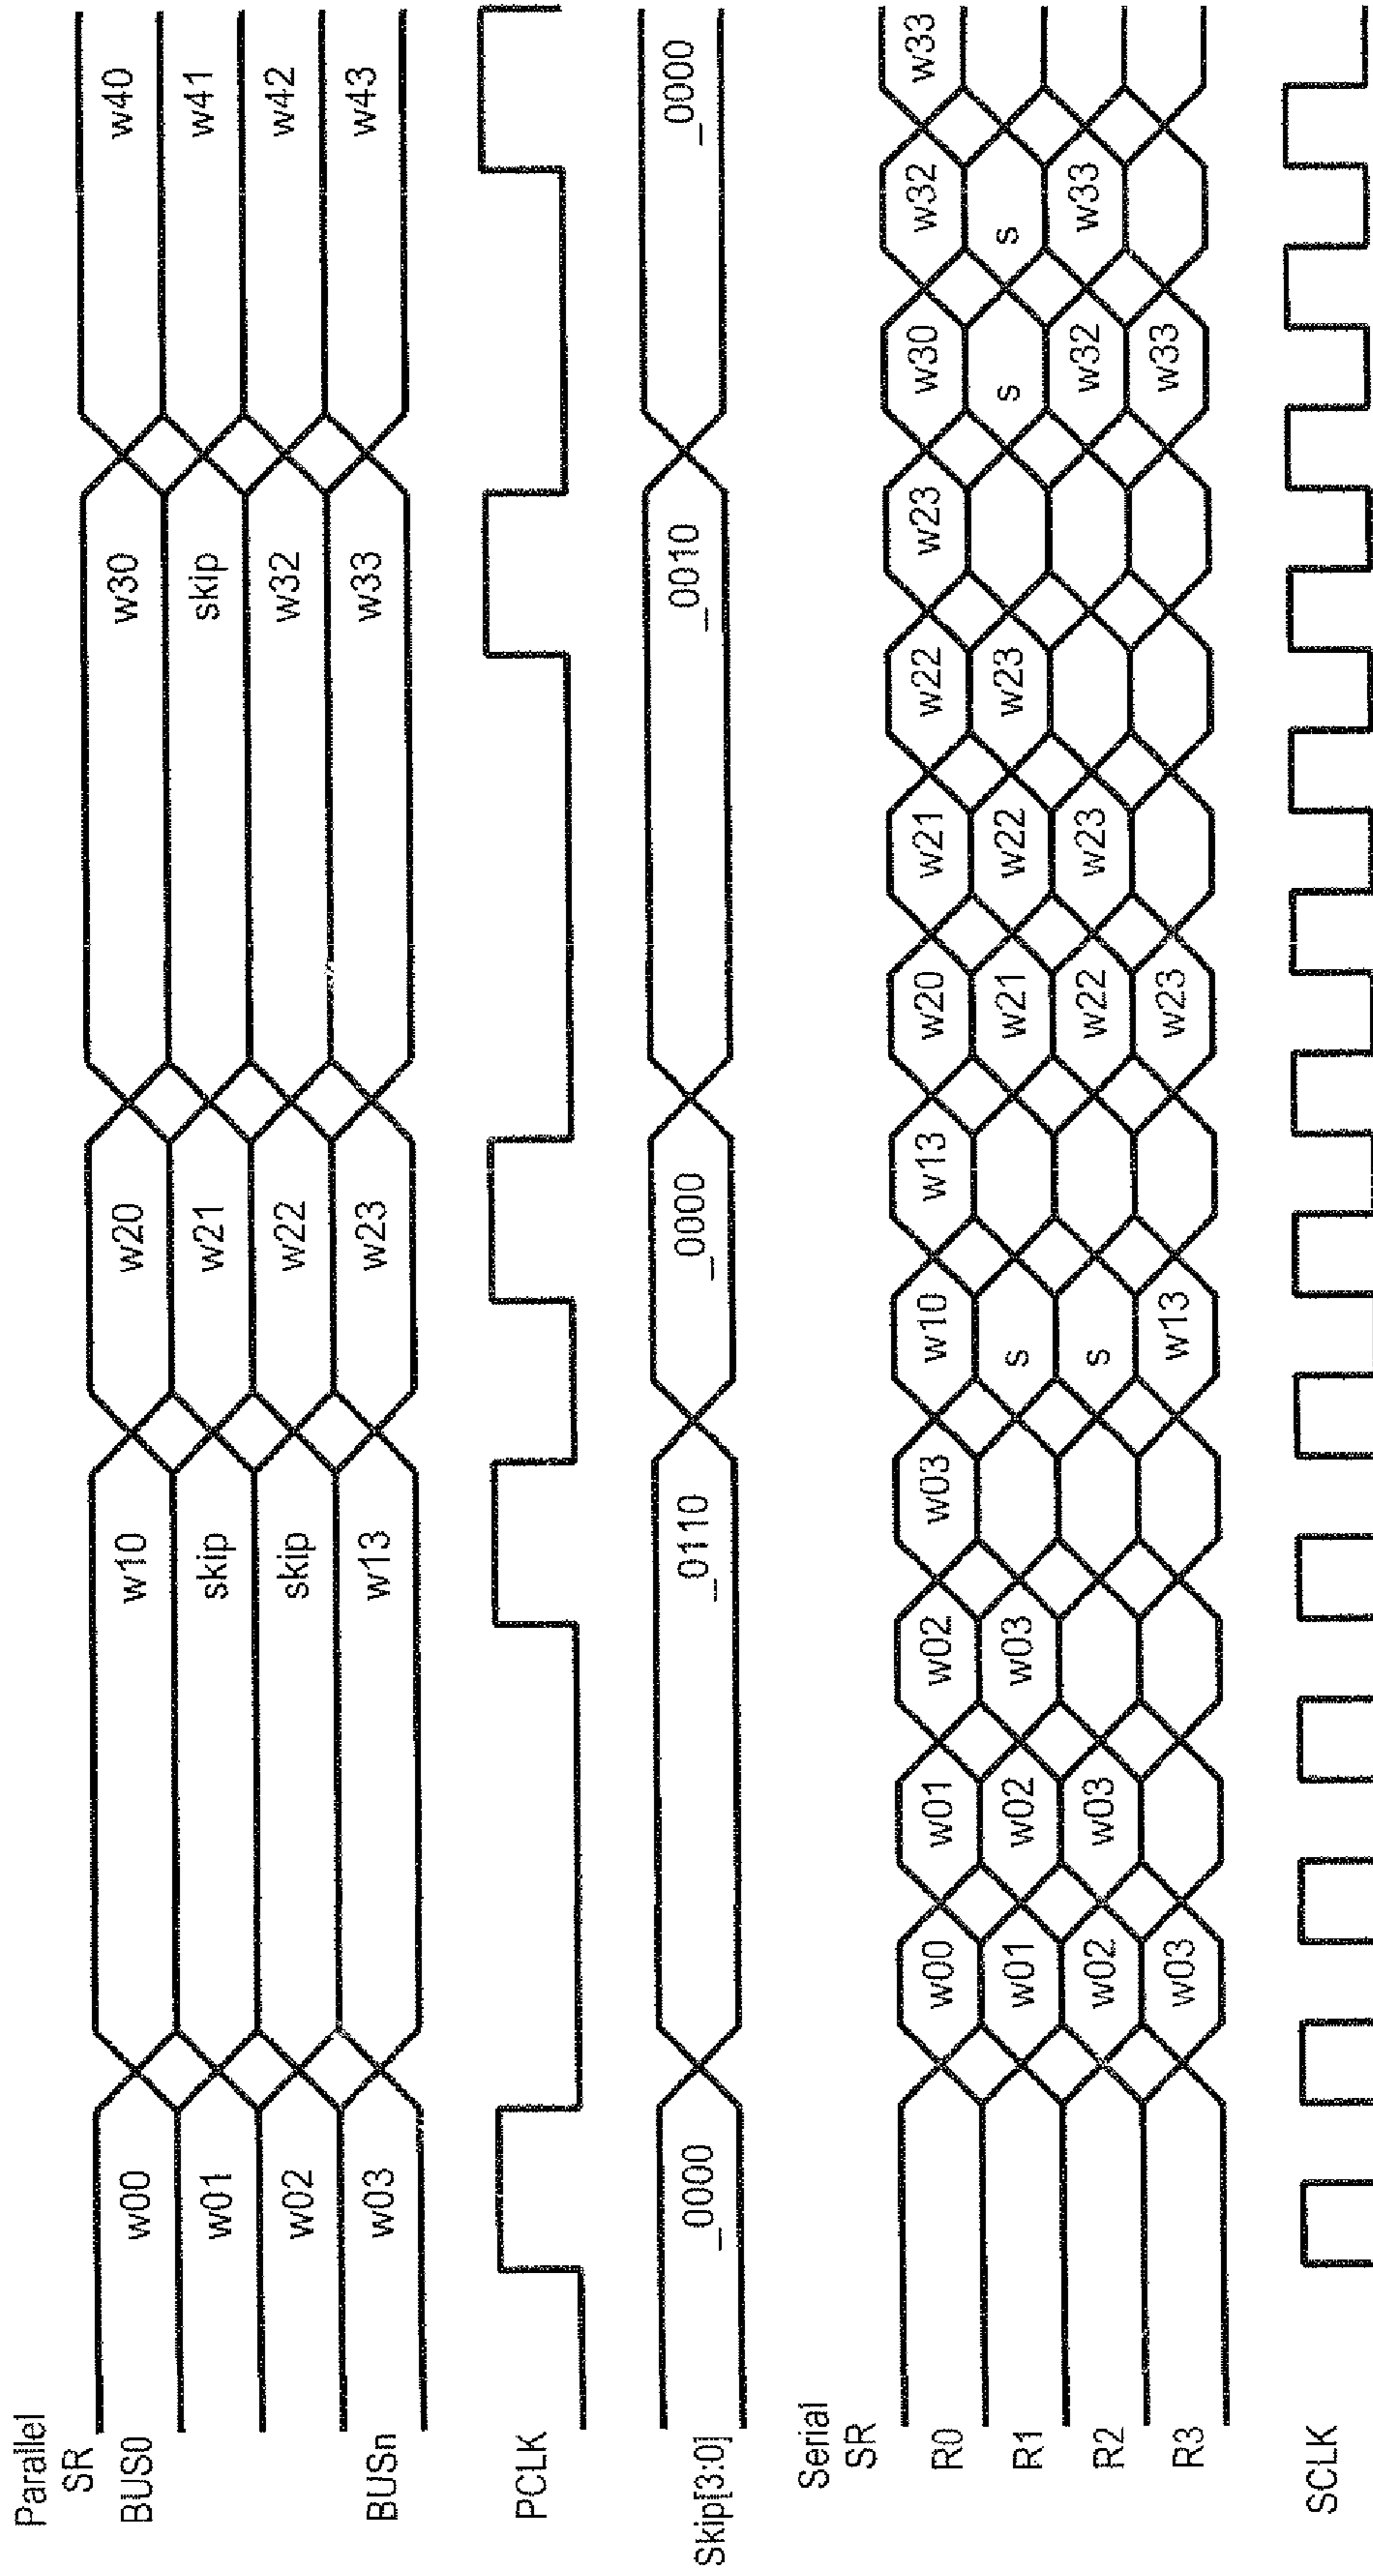 Parallel
SR
BUS0 w00 w10 w20 w30 w40
w01 skip w21 skip w41
w02 skip w22 w32 w42
BUSn w03 w13 w23 w33 w43
PCLK
Skip[3:0] _0000 _0110 _0000 _0010 _0000
Serial
SR
R0 w00 w01 w02 w03 w10 w13 w20 w21 w22 w23 w30 w32 w33
R1 w01 w02 w03 s w21 w22 w23 s s
R2 w02 w03 s w22 w23 w32 w33
R3 w03 w13 w23 w33
SCLK